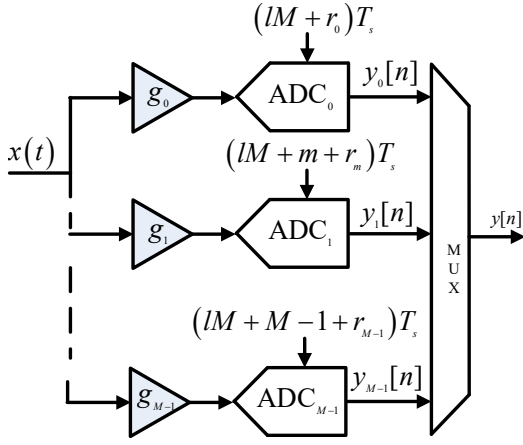 (lM + r₀)Tₛ
g₀
ADC₀
y₀[n]
x(t)
(lM + m + rₘ)Tₛ
g₁
ADC₁
y₁[n]
MUX
y[n]
(lM + M − 1 + r_{M−1})Tₛ
g_{M−1}
ADC_{M−1}
y_{M−1}[n]